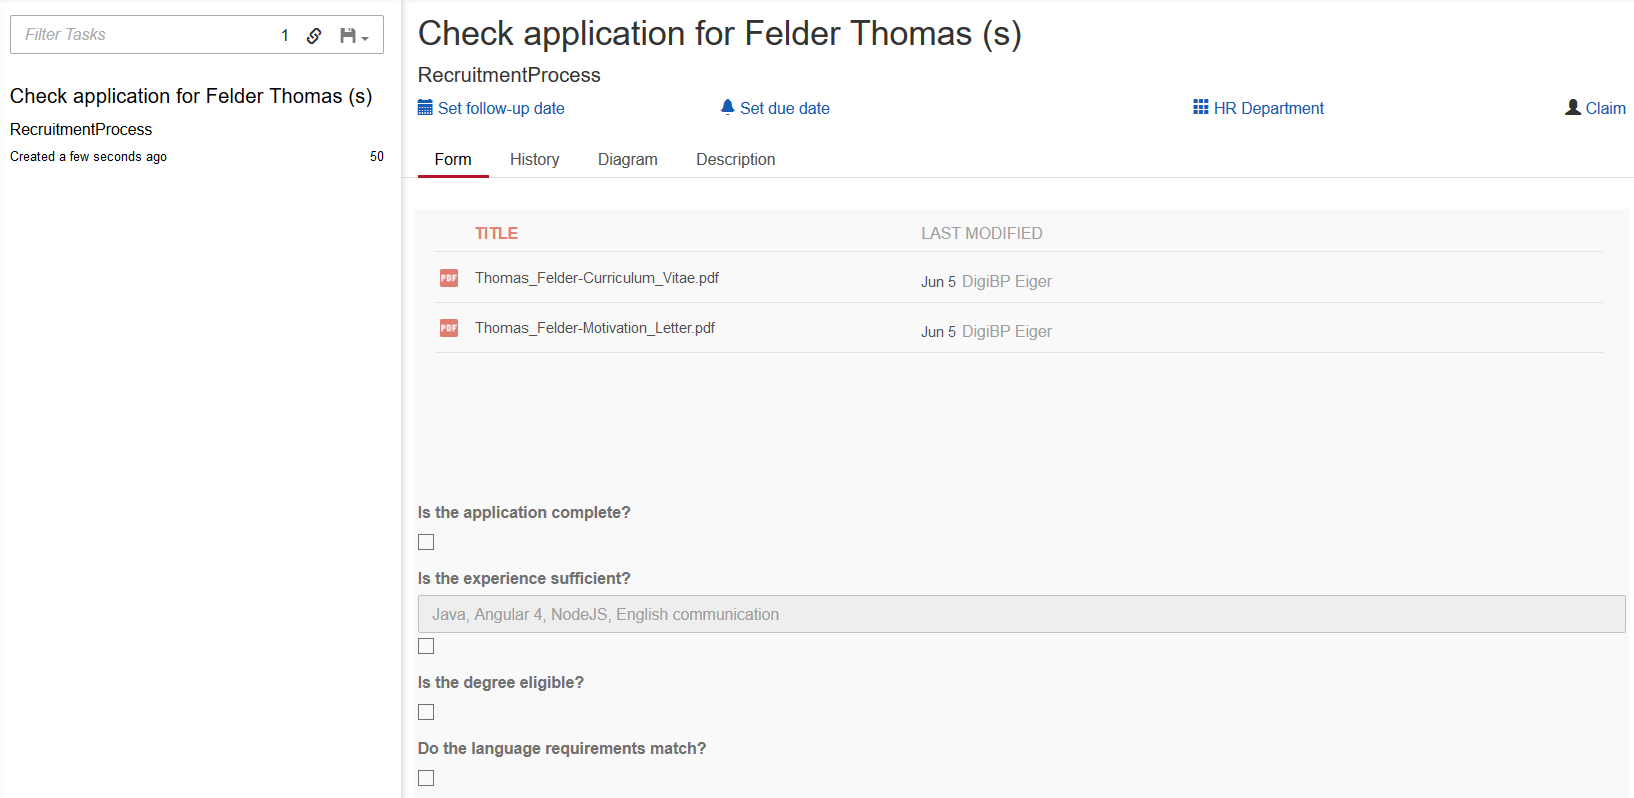 Filter Tasks 1
Check application for Felder Thomas (s)
RecruitmentProcess
Created a few seconds ago 50
Check application for Felder Thomas (s)
RecruitmentProcess
Set follow-up date Set due date HR Department Claim
Form History Diagram Description
TITLE LAST MODIFIED
PDF Thomas_Felder-Curriculum_Vitae.pdf Jun 5 DigiBP Eiger
PDF Thomas_Felder-Motivation_Letter.pdf Jun 5 DigiBP Eiger
Is the application complete?
Is the experience sufficient?
Java, Angular 4, NodeJS, English communication
Is the degree eligible?
Do the language requirements match?